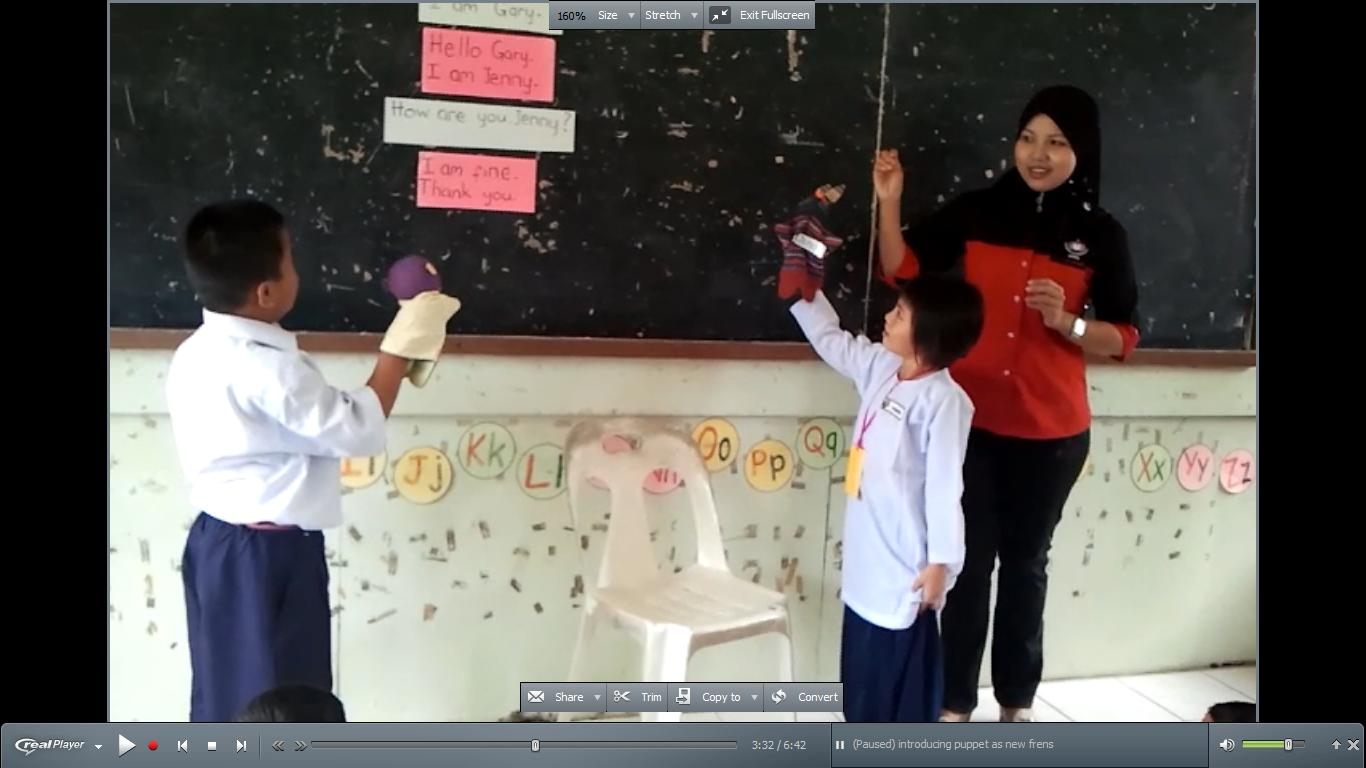 160% Size Stretch Exit Fullscreen
I am Gary.
Hello Gary.
I am Jenny.
How are you Jenny?
I am fine.
Thank you.
Ii
Jj
Kk
Ll
Oo
Pp
Qq
Xx
Yy
Zz
Share Trim Copy to Convert
realPlayer
3:32 / 6:42
(Paused) introducing puppet as new frens